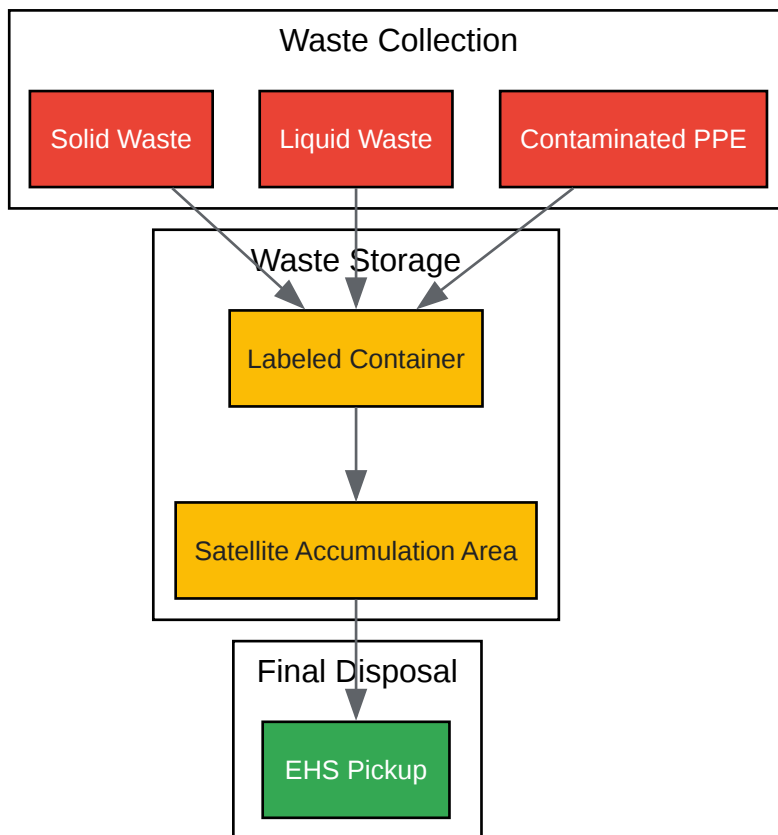 Waste Collection
Solid Waste
Liquid Waste
Contaminated PPE
Waste Storage
Labeled Container
Satellite Accumulation Area
Final Disposal
EHS Pickup